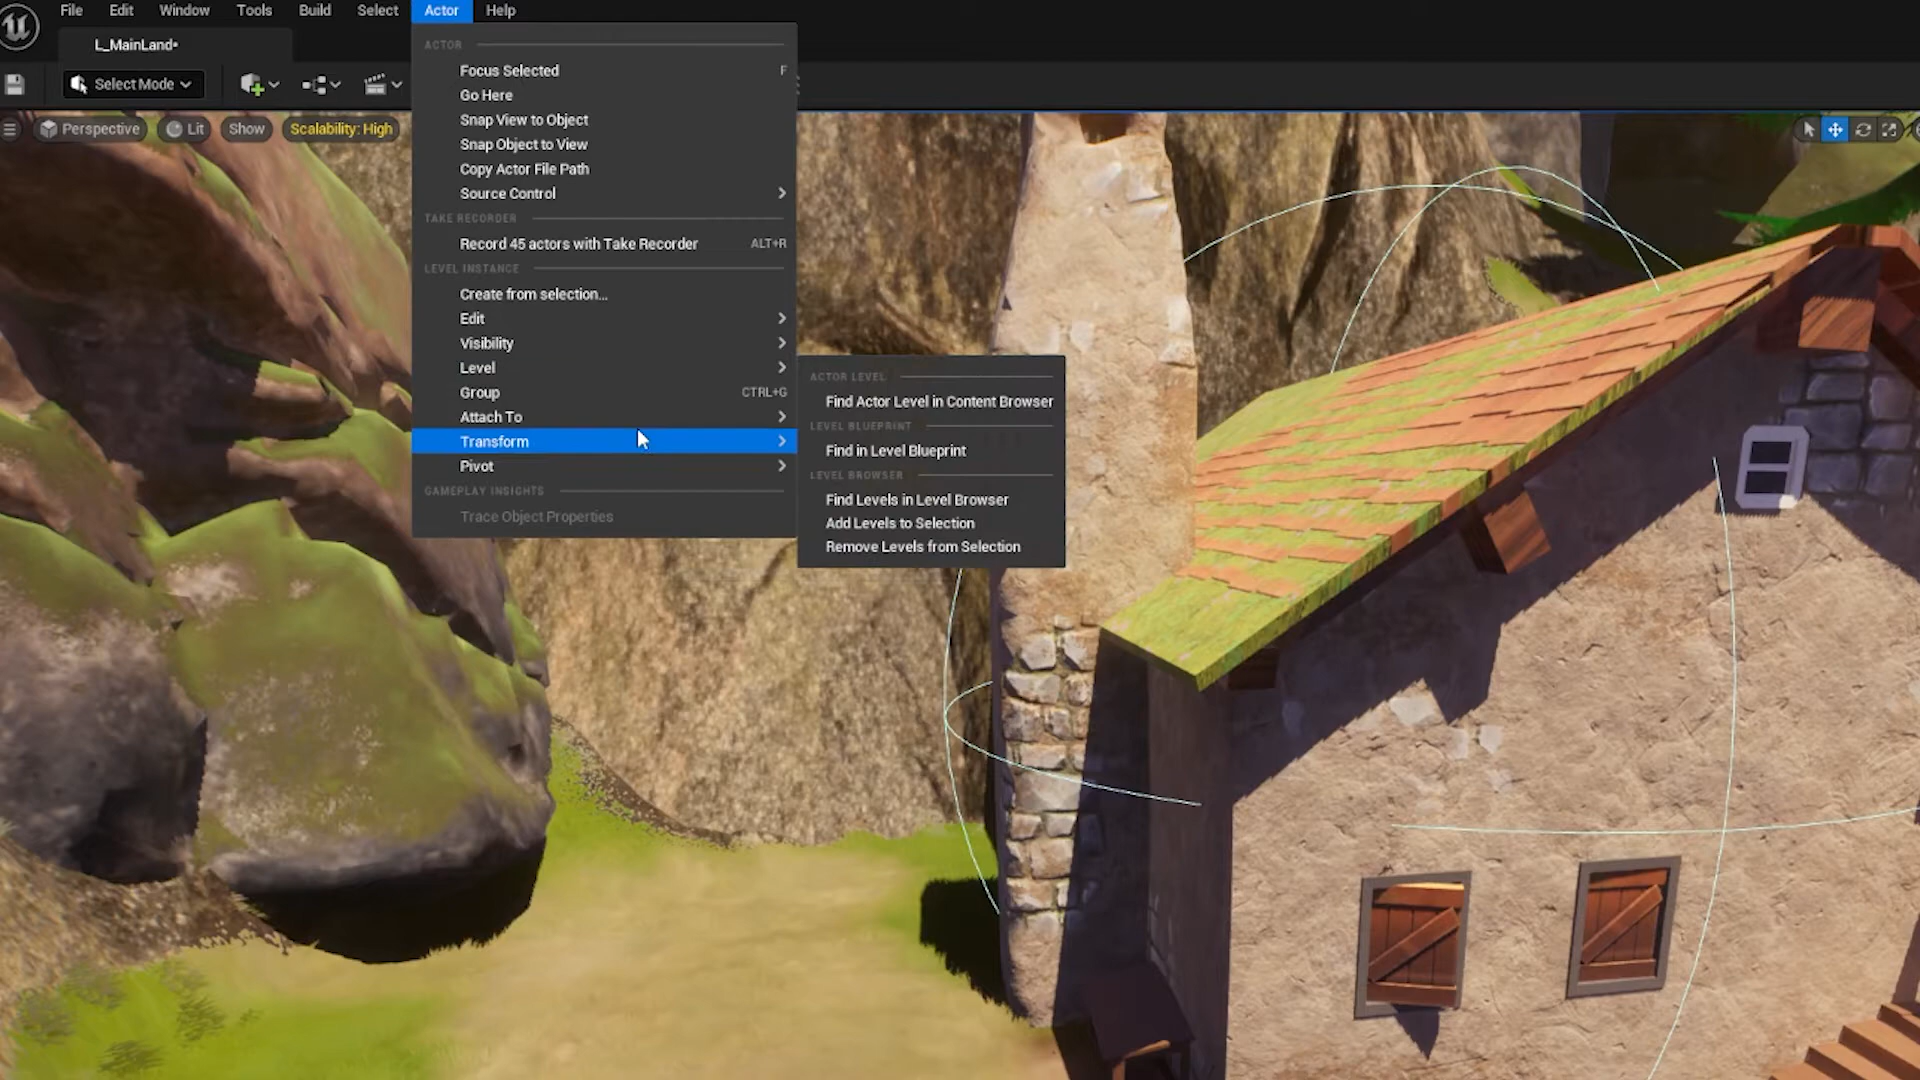 File Edit Window Tools Build Select Actor Help
L_MainLand•
Select Mode
Perspective Lit Show Scalability: High
ACTOR
Focus Selected F
Go Here
Snap View to Object
Snap Object to View
Copy Actor File Path
Source Control
TAKE RECORDER
Record 45 actors with Take Recorder ALT+R
LEVEL INSTANCE
Create from selection...
Edit
Visibility
Level
Group CTRL+G
Attach To
Transform
Pivot
GAMEPLAY INSIGHTS
Trace Object Properties
ACTOR LEVEL
Find Actor Level in Content Browser
LEVEL BLUEPRINT
Find in Level Blueprint
LEVEL BROWSER
Find Levels in Level Browser
Add Levels to Selection
Remove Levels from Selection